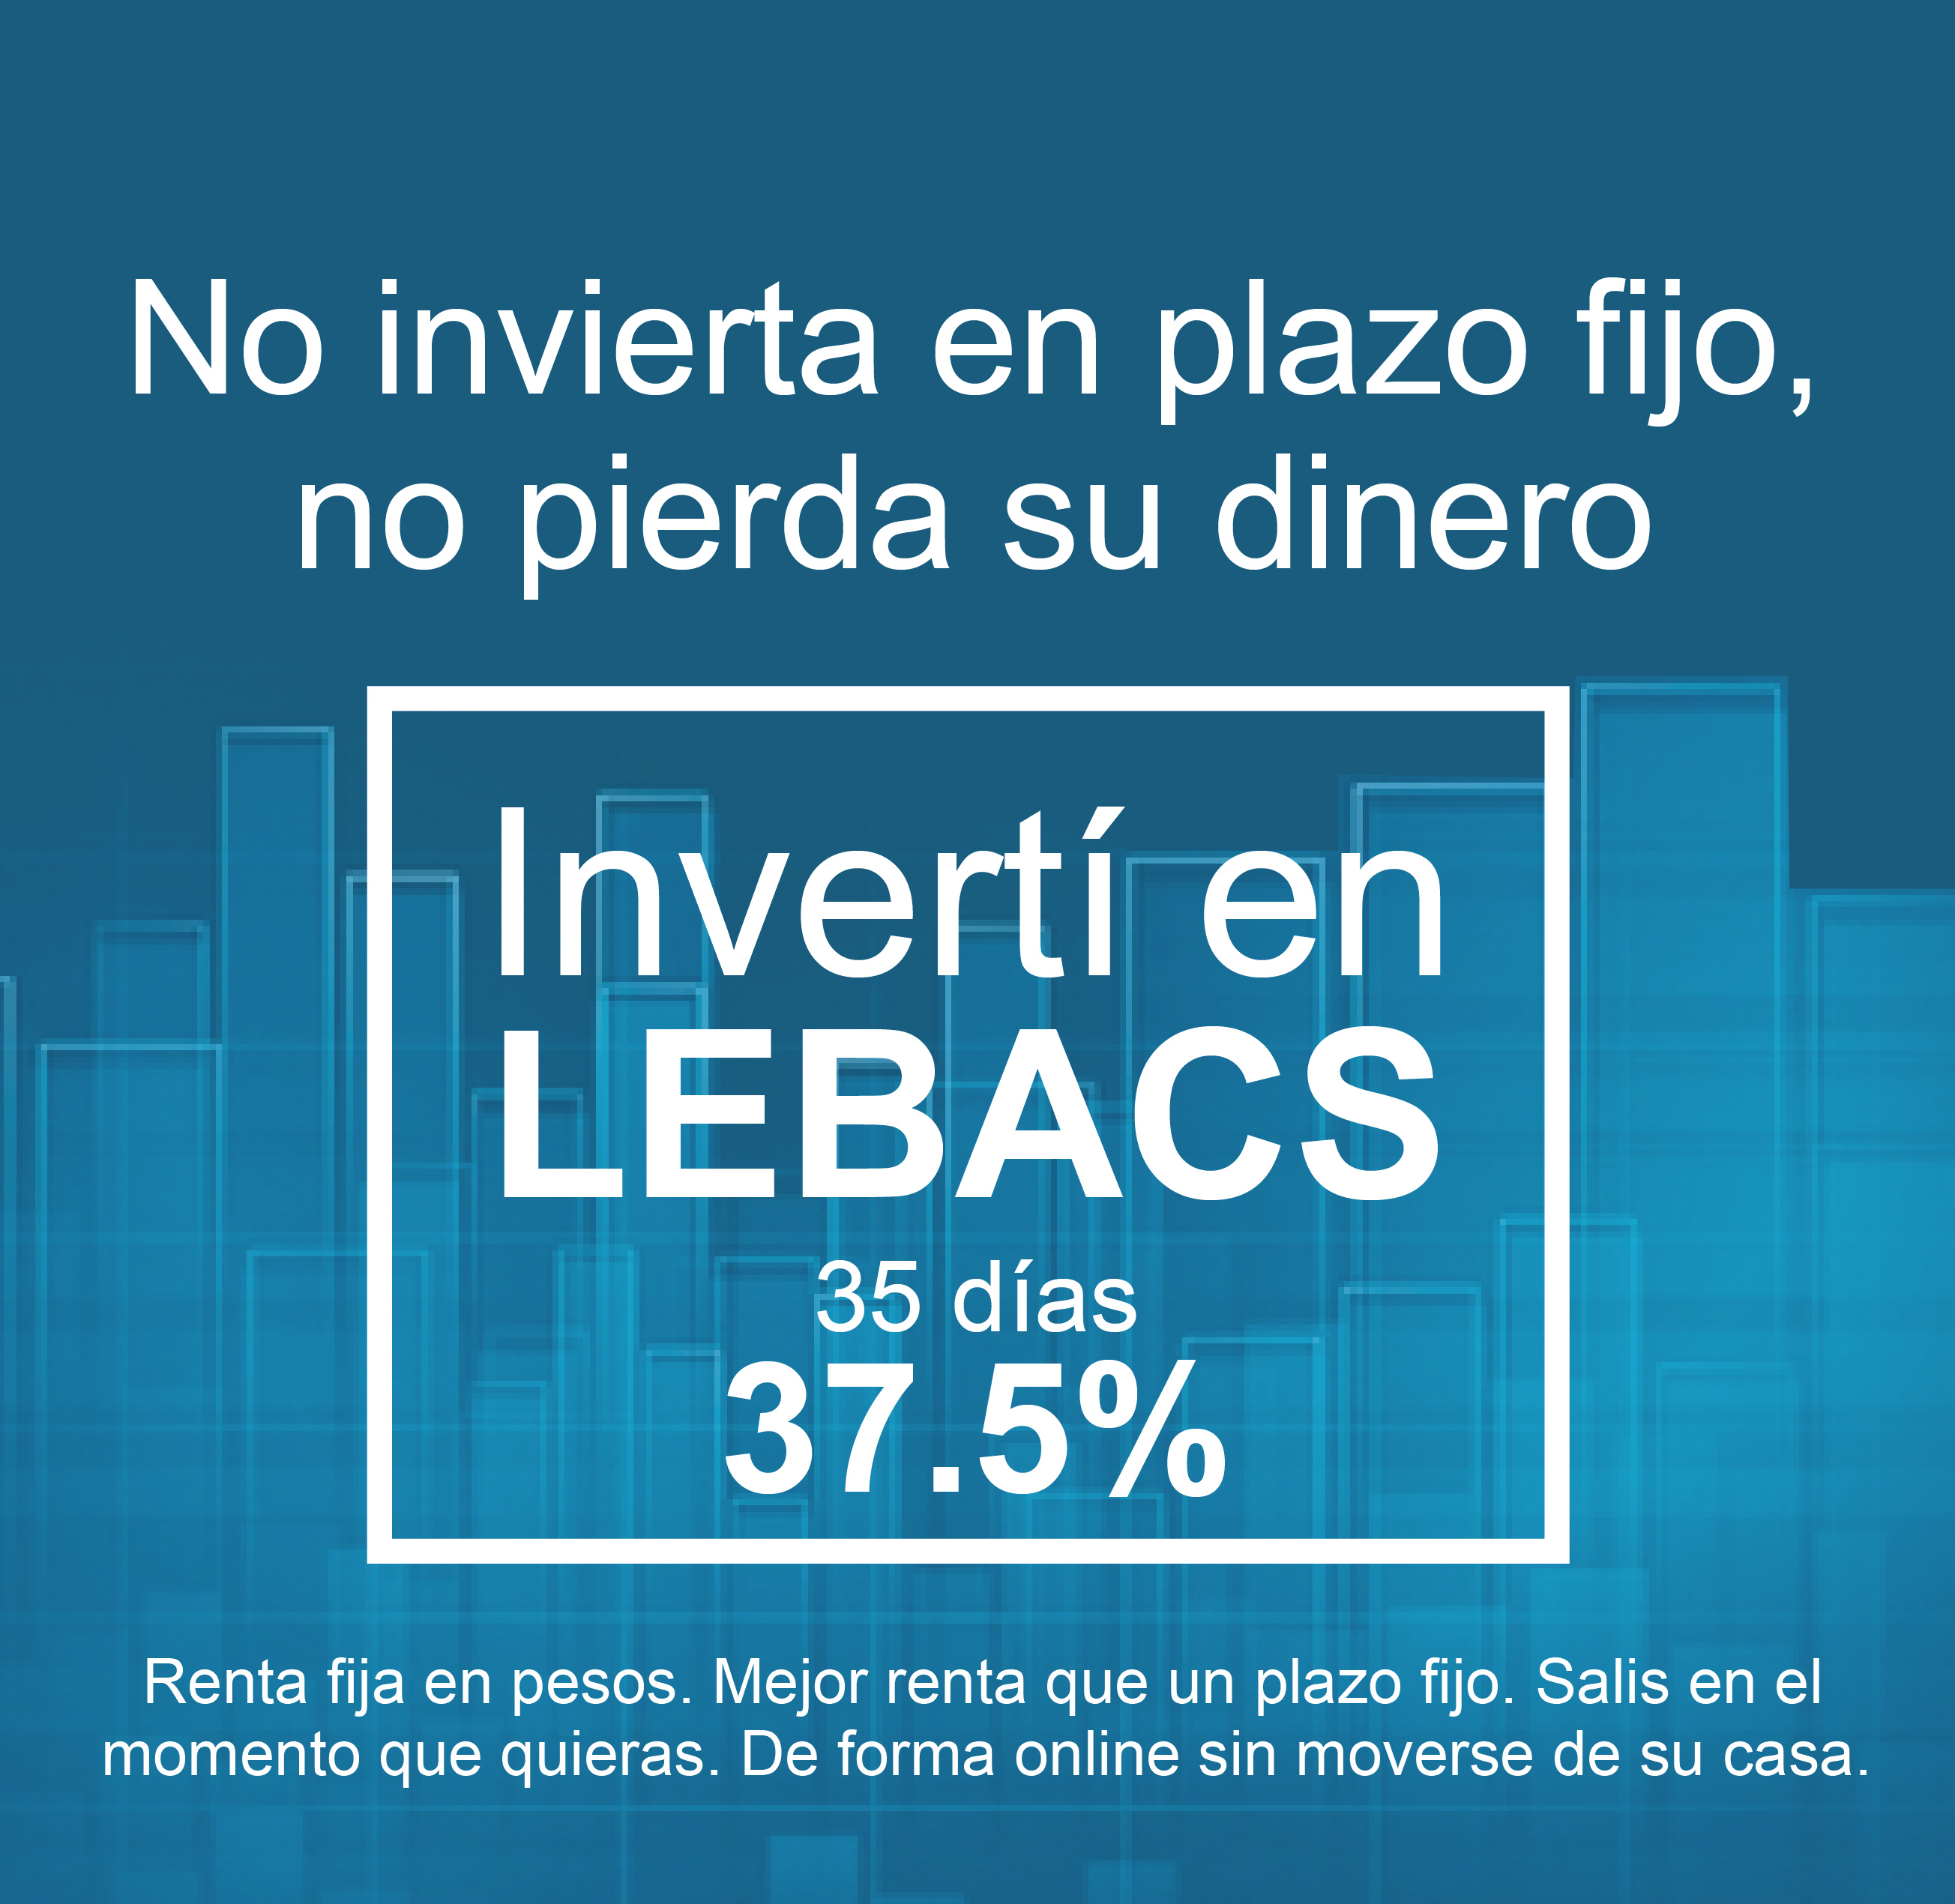 No invierta en plazo fijo,
no pierda su dinero
Invertí en
LEBACS
35 días
37.5%
Renta fija en pesos. Mejor renta que un plazo fijo. Salis en el
momento que quieras. De forma online sin moverse de su casa.